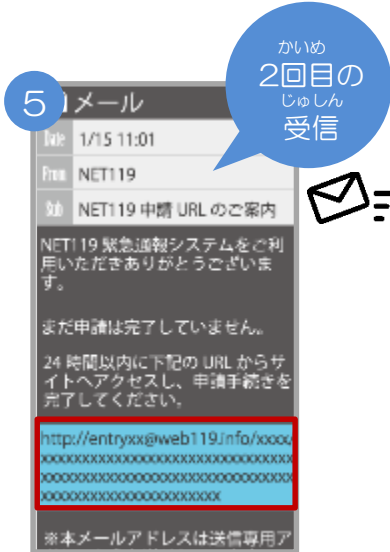 かいめ
2回目の
じゅしん
受信
5
メール
Date 1/15 11:01
From NET119
Sub NET119 申請 URL のご案内
NET119 緊急通報システムをご利
用いただきありがとうございま
す。
まだ申請は完了していません。
24 時間以内に下記の URL からサ
イトへアクセスし、申請手続きを
完了してください。
http://entryxx@web119.info/xxxx/
xxxxxxxxxxxxxxxxxxxxxxxxxxxxxxxx
xxxxxxxxxxxxxxxxxxxxxxxxxxxxxxxx
xxxxxxxxxxxxxxxxxxxxxx
※本メールアドレスは送信専用ア